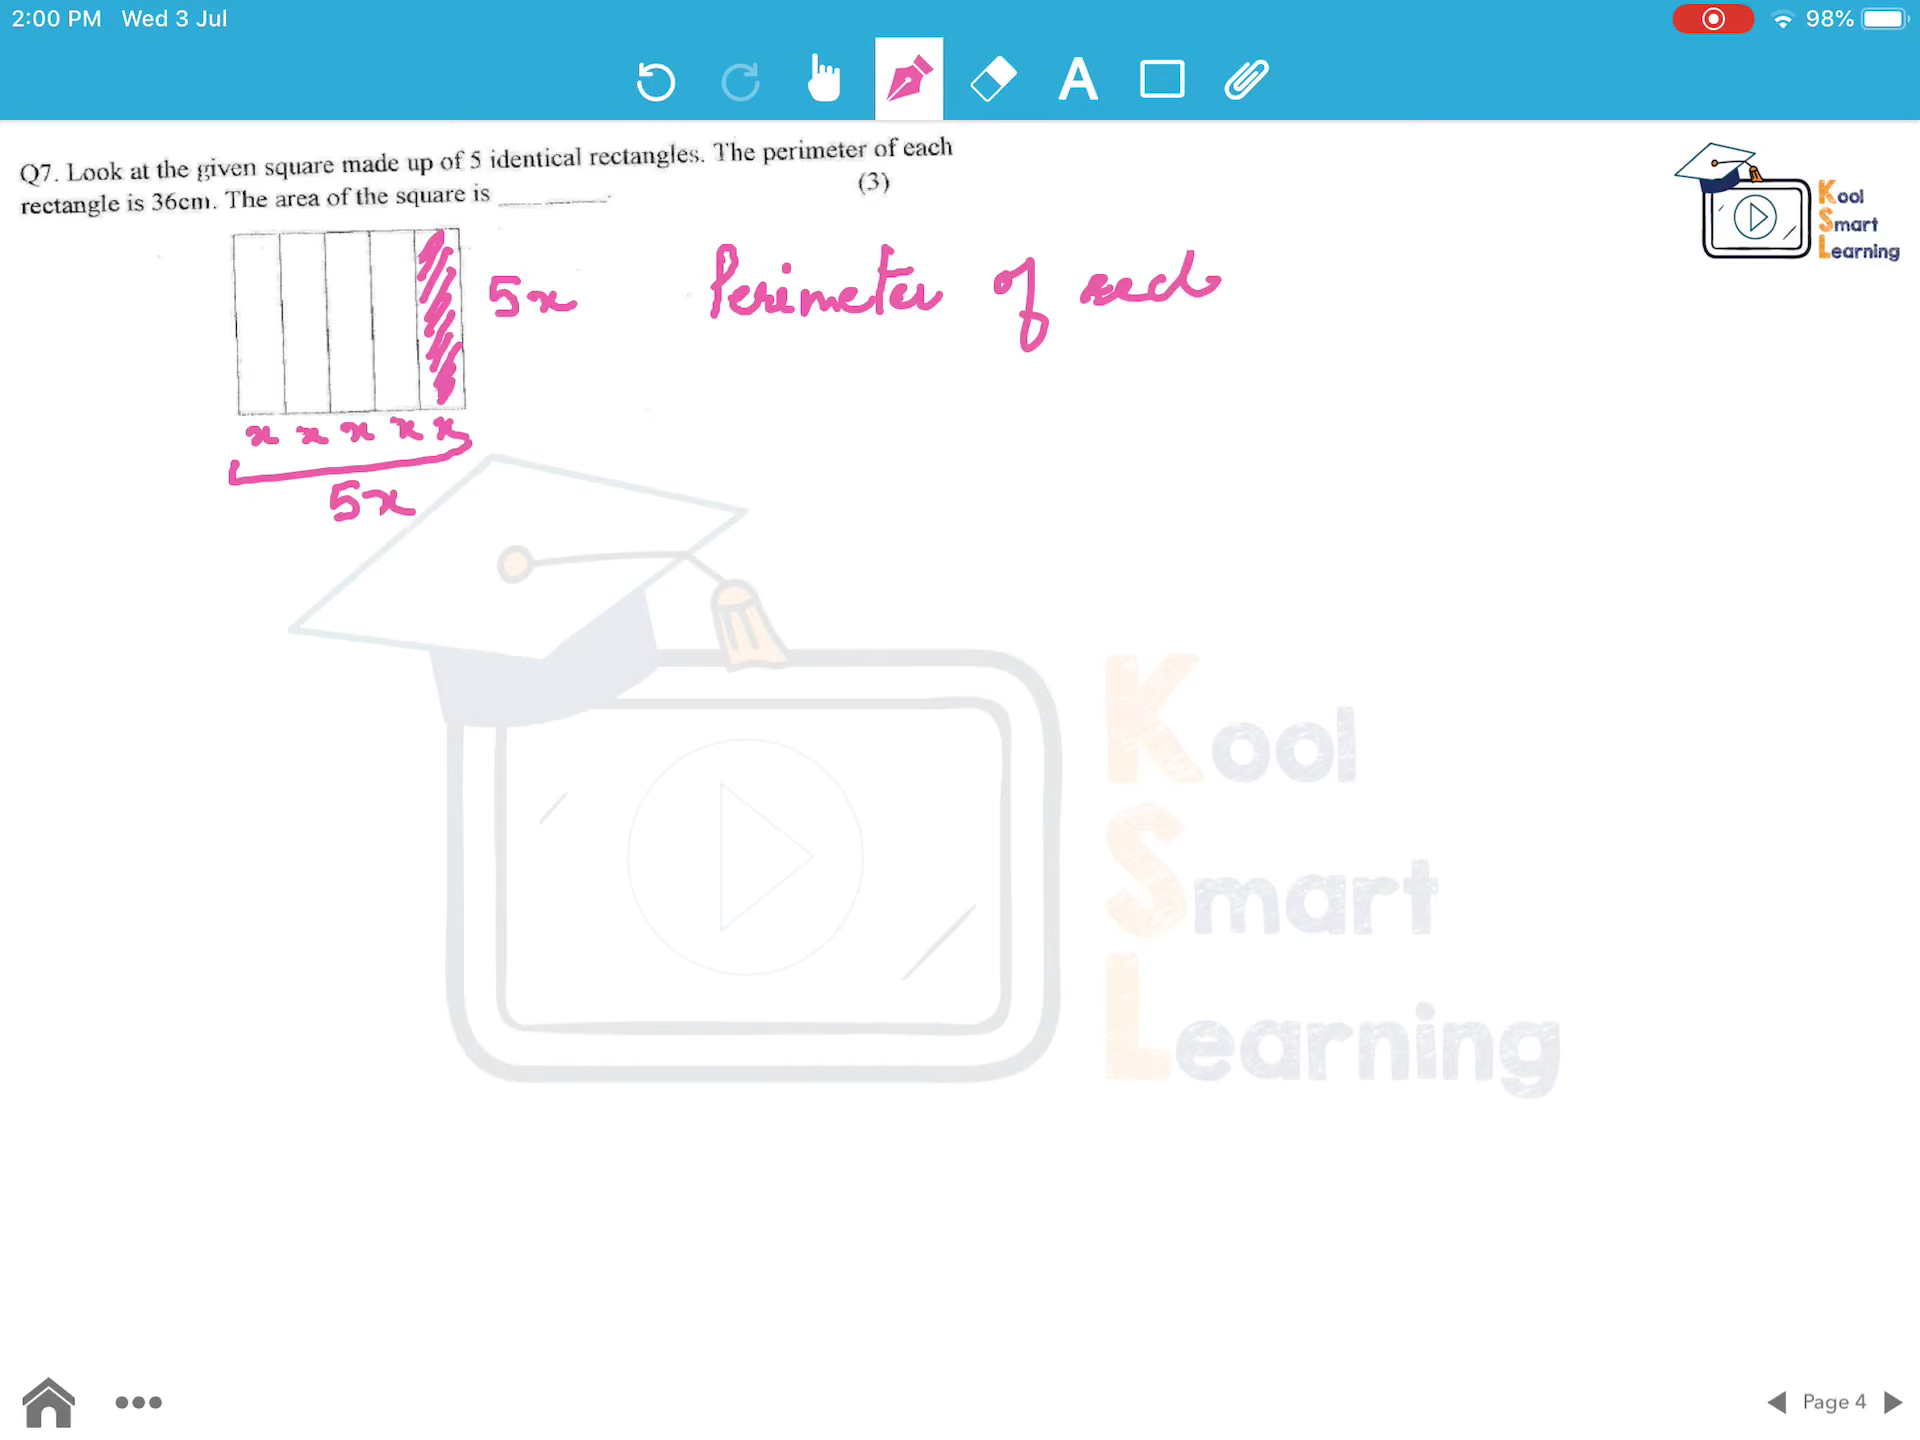 2:00 PM Wed 3 Jul
98%
A
Q7. Look at the given square made up of 5 identical rectangles. The perimeter of each
rectangle is 36cm. The area of the square is ________.
(3)
Kool
Smart
Learning
5x
Perimeter of each
x x x x x
5x
Kool
Smart
Learning
Page 4